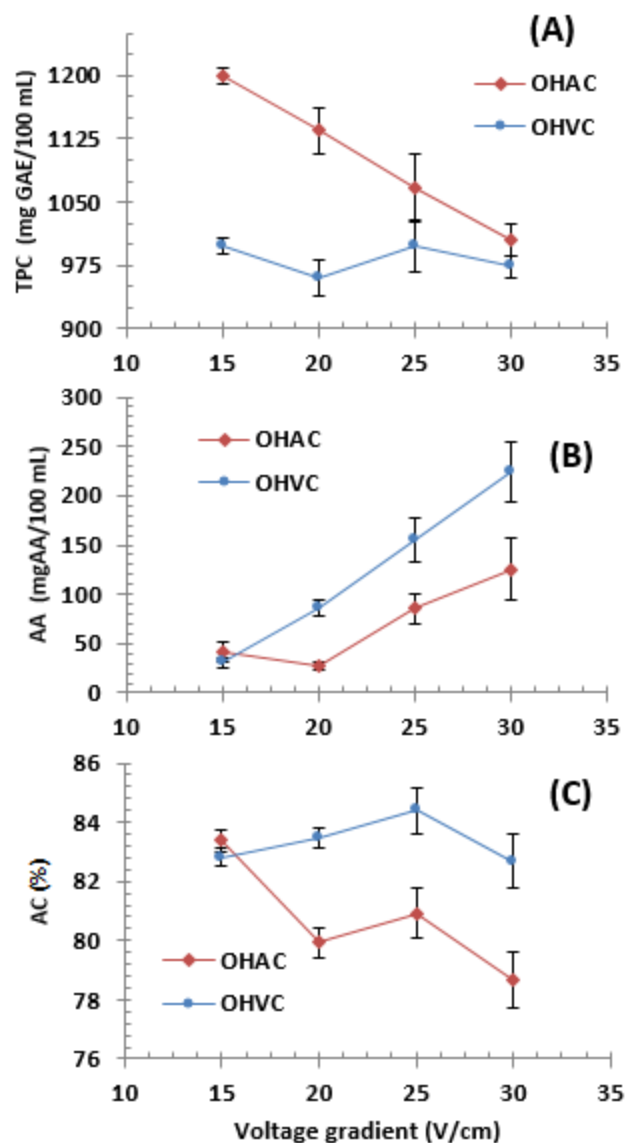 (A)
TPC (mg GAE/100 mL)
1200
1125
1050
975
900
OHAC
OHVC
10 15 20 25 30 35
(B)
AA (mgAA/100 mL)
300
250
200
150
100
50
0
OHAC
OHVC
10 15 20 25 30 35
(C)
AC (%)
86
84
82
80
78
76
OHAC
OHVC
10 15 20 25 30 35
Voltage gradient (V/cm)